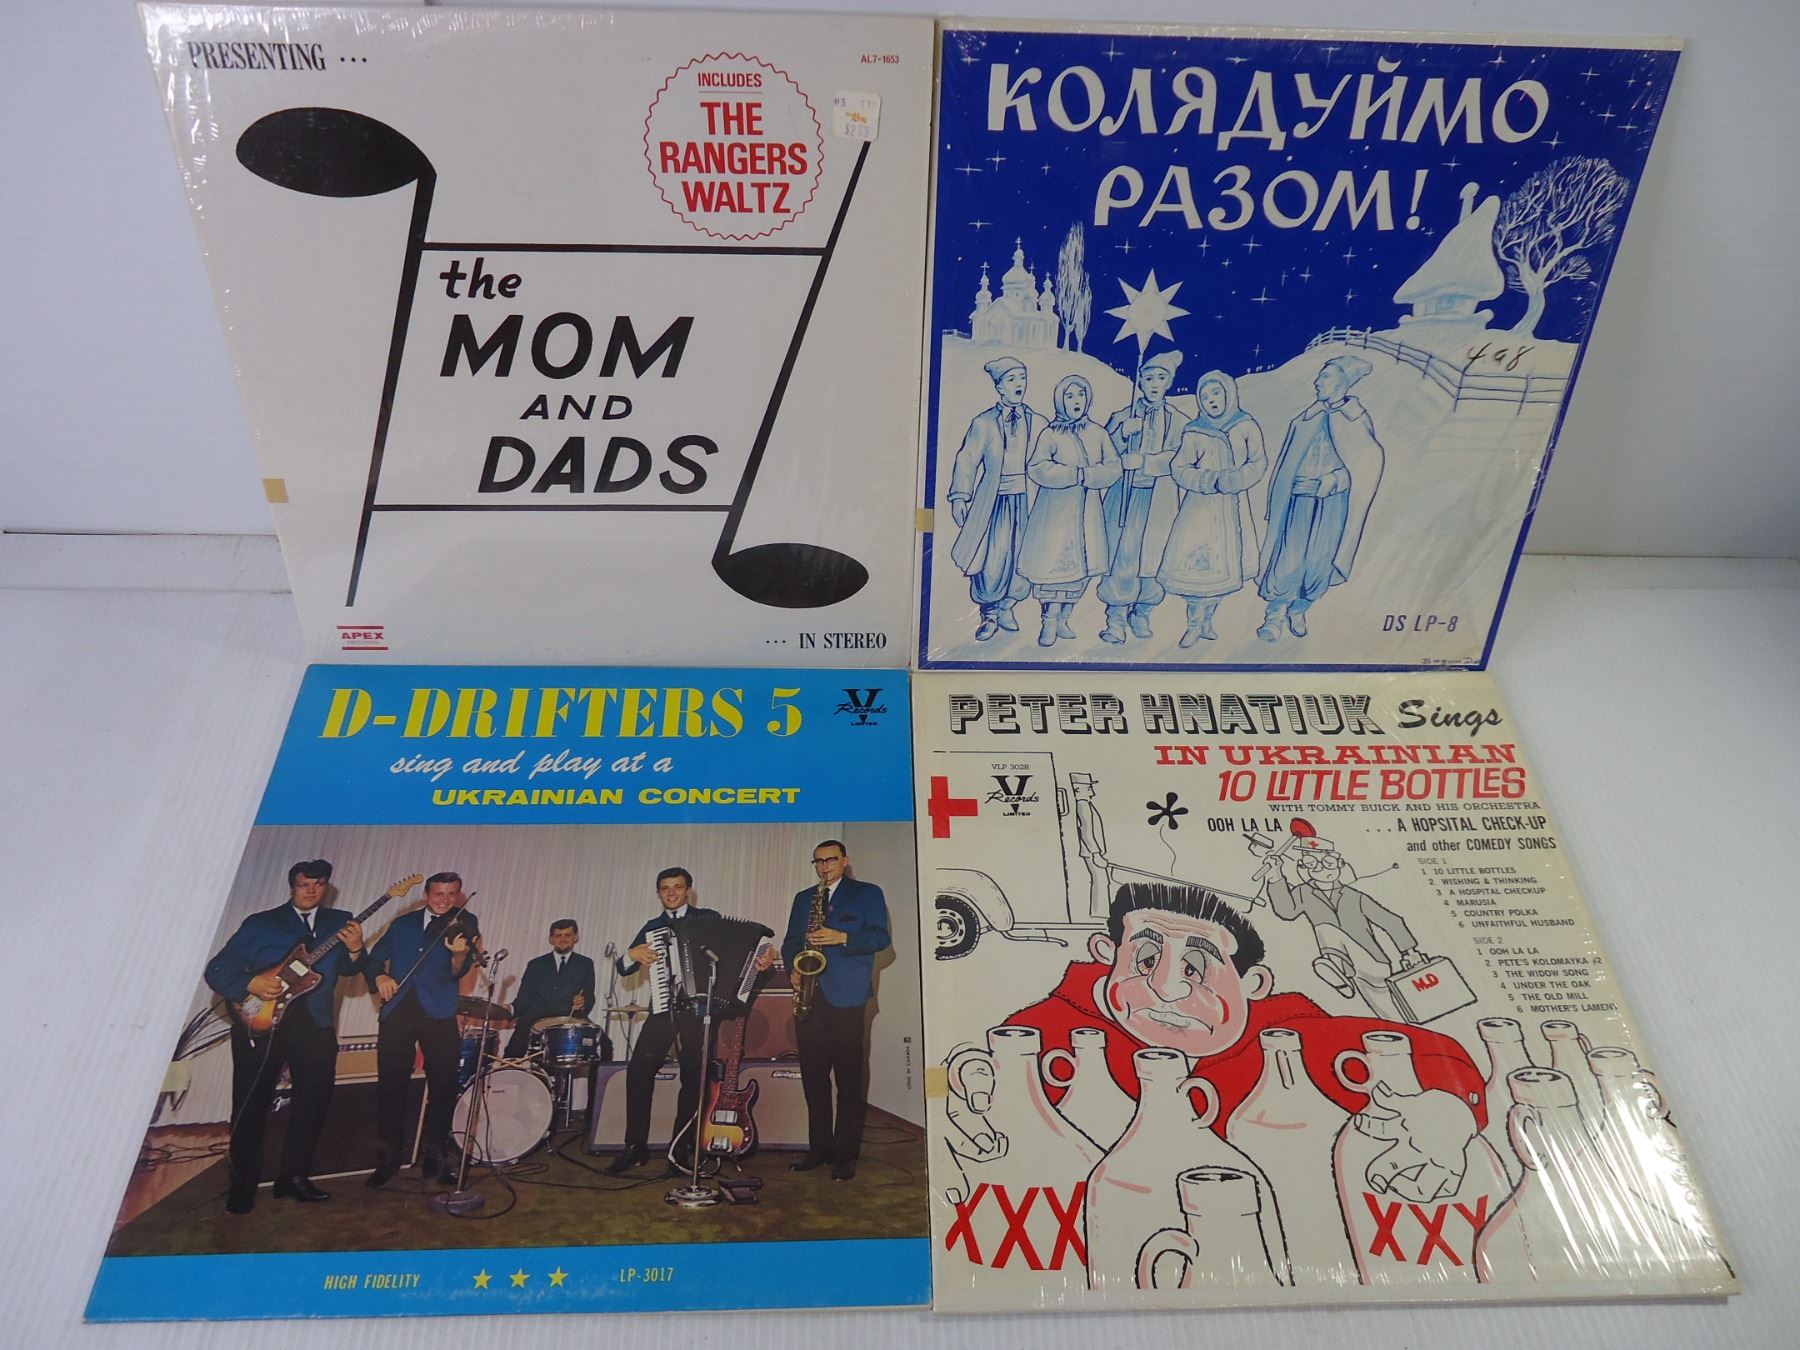 PRESENTING ...
AL7-1653
INCLUDES
THE
RANGERS
WALTZ
the
MOM
AND
DADS
APEX
... IN STEREO
КОЛЯДУЙМО
РАЗОМ!
498
DS LP-8
D-DRIFTERS 5
sing and play at a
UKRAINIAN CONCERT
V
Records
LIMITED
HIGH FIDELITY
LP-3017
PETER HNATIUK Sings
IN UKRAINIAN
10 LITTLE BOTTLES
WITH TOMMY BUICK AND HIS ORCHESTRA
VLP 3028
V
Records
LIMITED
OOH LA LA ... A HOPSITAL CHECK-UP
and other COMEDY SONGS
SIDE 1
1 10 LITTLE BOTTLES
2 WISHING & THINKING
3 A HOSPITAL CHECKUP
4 MARUSIA
5 COUNTRY POLKA
6 UNFAITHFUL HUSBAND
SIDE 2
1 OOH LA LA
2 PETE'S KOLOMAYKA #2
3 THE WIDOW SONG
4 UNDER THE OAK
5 THE OLD MILL
6 MOTHER'S LAMENT
M.D
XXX
XXX